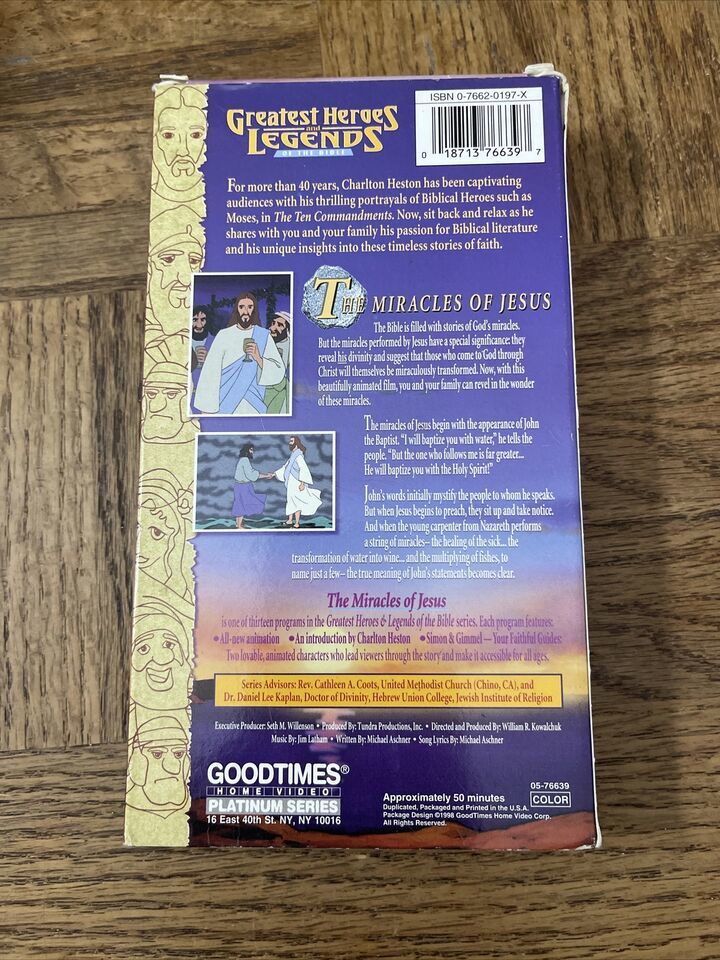 Greatest Heroes
and
LEGENDS
OF THE BIBLE
ISBN 0-7662-0197-X
0 18713 76639 7
For more than 40 years, Charlton Heston has been captivating
audiences with his thrilling portrayals of Biblical Heroes such as
Moses, in The Ten Commandments. Now, sit back and relax as he
shares with you and your family his passion for Biblical literature
and his unique insights into these timeless stories of faith.
THE MIRACLES OF JESUS
The Bible is filled with stories of God's miracles.
But the miracles performed by Jesus have a special significance: they
reveal his divinity and suggest that those who come to God through
Christ will themselves be miraculously transformed. Now, with this
beautifully animated film, you and your family can revel in the wonder
of these miracles.
The miracles of Jesus begin with the appearance of John
the Baptist. "I will baptize you with water," he tells the
people. "But the one who follows me is far greater...
He will baptize you with the Holy Spirit!"
John's words initially mystify the people to whom he speaks.
But when Jesus begins to preach, they sit up and take notice.
And when the young carpenter from Nazareth performs
a string of miracles– the healing of the sick... the
transformation of water into wine... and the multiplying of fishes, to
name just a few– the true meaning of John's statements becomes clear.
The Miracles of Jesus
is one of thirteen programs in the Greatest Heroes & Legends of the Bible series. Each program features:
•All-new animation •An introduction by Charlton Heston •Simon & Gimmel — Your Faithful Guides:
Two lovable, animated characters who lead viewers through the story and make it accessible for all ages.
Series Advisors: Rev. Cathleen A. Coots, United Methodist Church (Chino, CA), and
Dr. Daniel Lee Kaplan, Doctor of Divinity, Hebrew Union College, Jewish Institute of Religion
Executive Producer: Seth M. Willenson • Produced By: Tundra Productions, Inc. • Directed and Produced By: William R. Kowalchuk
Music By: Jim Latham • Written By: Michael Aschner • Song Lyrics By: Michael Aschner
GOODTIMES®
HOME VIDEO
PLATINUM SERIES
16 East 40th St. NY, NY 10016
05-76639
COLOR
Approximately 50 minutes
Duplicated, Packaged and Printed in the U.S.A.
Package Design ©1998 GoodTimes Home Video Corp.
All Rights Reserved.